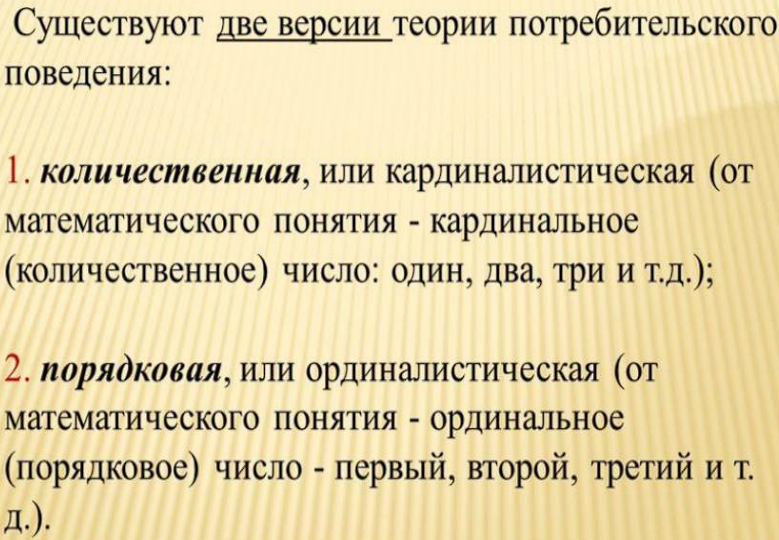 Существуют две версии теории потребительского
поведения:
1. количественная, или кардиналистическая (от
математического понятия - кардинальное
(количественное) число: один, два, три и т.д.);
2. порядковая, или ординалистическая (от
математического понятия - ординальное
(порядковое) число - первый, второй, третий и т.
д.).